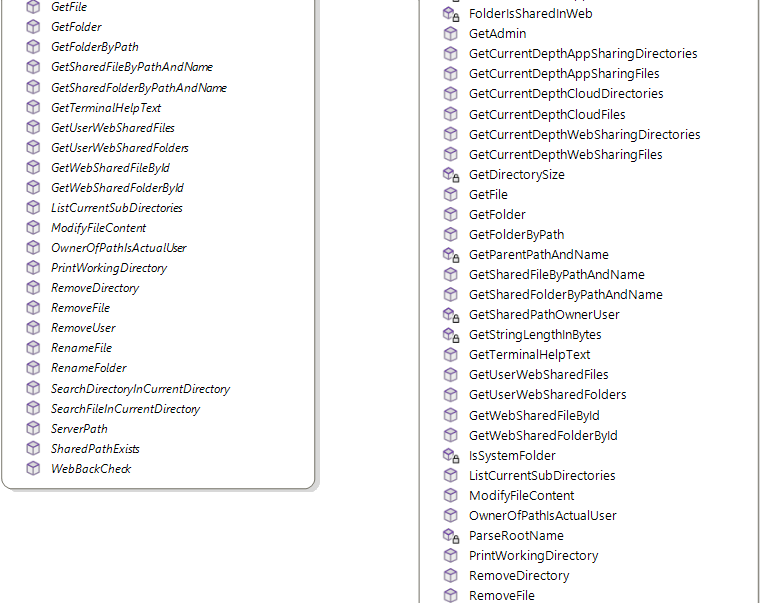 GetFile
GetFolder
GetFolderByPath
GetSharedFileByPathAndName
GetSharedFolderByPathAndName
GetTerminalHelpText
GetUserWebSharedFiles
GetUserWebSharedFolders
GetWebSharedFileById
GetWebSharedFolderById
ListCurrentSubDirectories
ModifyFileContent
OwnerOfPathIsActualUser
PrintWorkingDirectory
RemoveDirectory
RemoveFile
RemoveUser
RenameFile
RenameFolder
SearchDirectoryInCurrentDirectory
SearchFileInCurrentDirectory
ServerPath
SharedPathExists
WebBackCheck
FolderIsSharedInWeb
GetAdmin
GetCurrentDepthAppSharingDirectories
GetCurrentDepthAppSharingFiles
GetCurrentDepthCloudDirectories
GetCurrentDepthCloudFiles
GetCurrentDepthWebSharingDirectories
GetCurrentDepthWebSharingFiles
GetDirectorySize
GetFile
GetFolder
GetFolderByPath
GetParentPathAndName
GetSharedFileByPathAndName
GetSharedFolderByPathAndName
GetSharedPathOwnerUser
GetStringLengthInBytes
GetTerminalHelpText
GetUserWebSharedFiles
GetUserWebSharedFolders
GetWebSharedFileById
GetWebSharedFolderById
IsSystemFolder
ListCurrentSubDirectories
ModifyFileContent
OwnerOfPathIsActualUser
ParseRootName
PrintWorkingDirectory
RemoveDirectory
RemoveFile